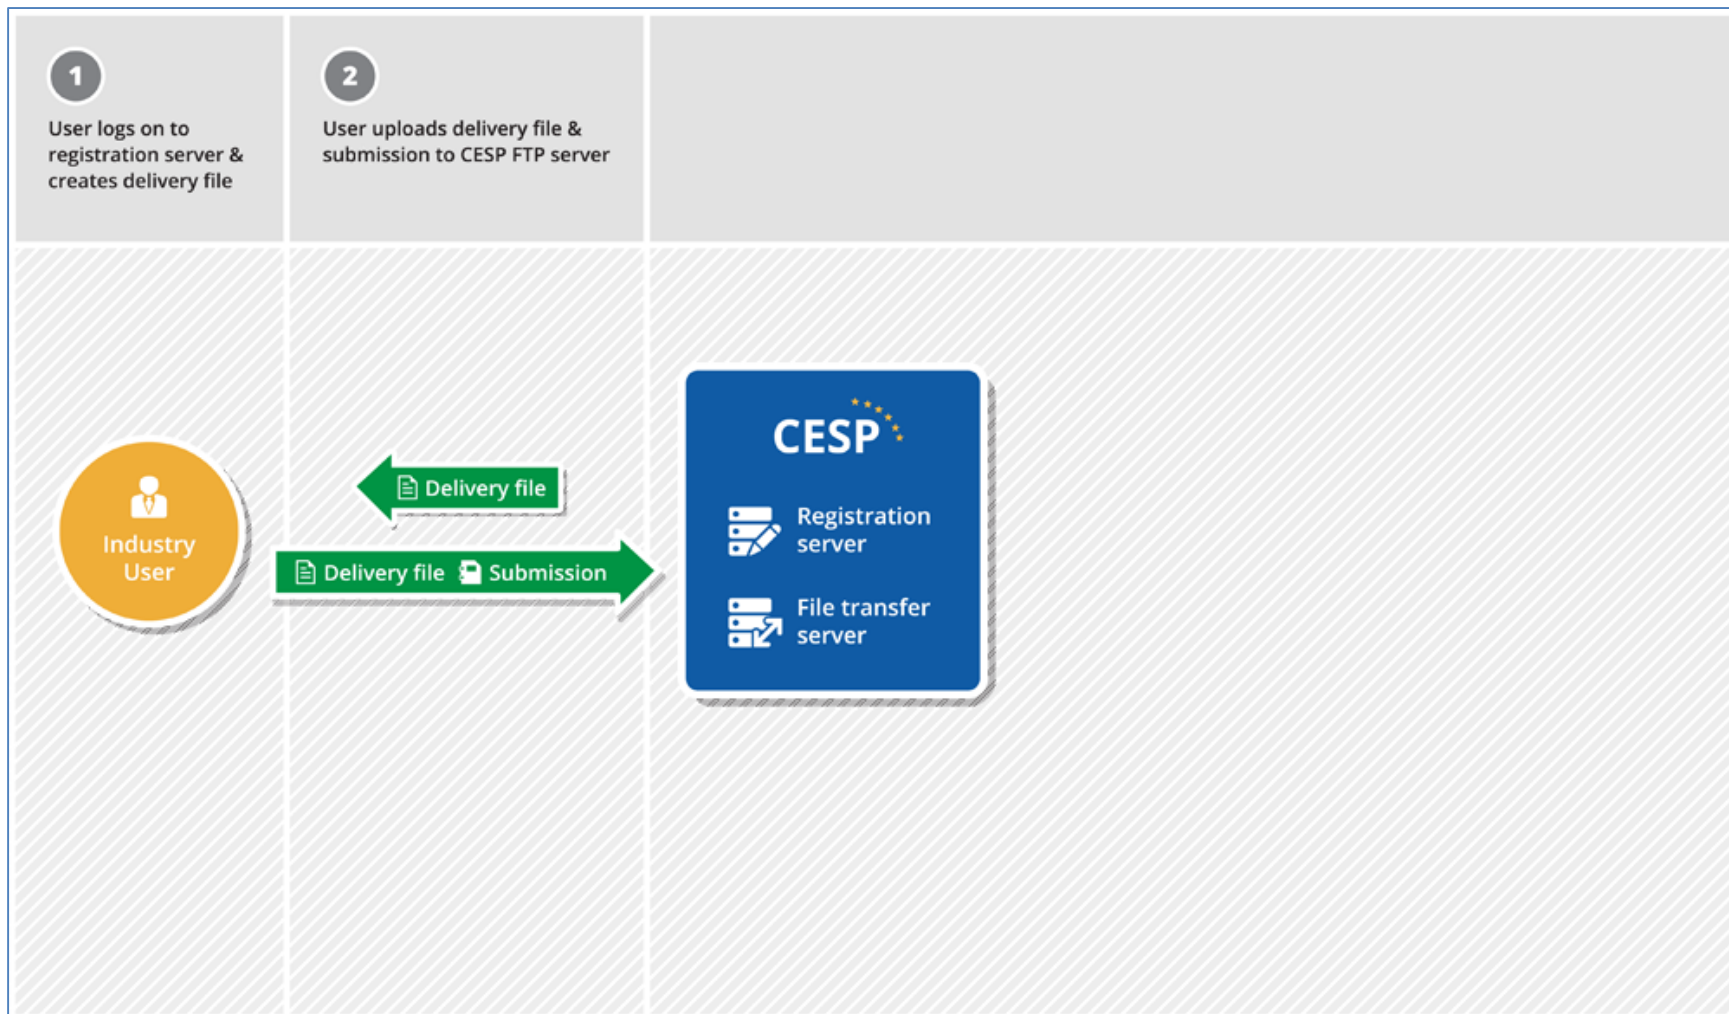 1
User logs on to
registration server &
creates delivery file
2
User uploads delivery file &
submission to CESP FTP server
Industry
User
Delivery file
Delivery file Submission
CESP
Registration
server
File transfer
server